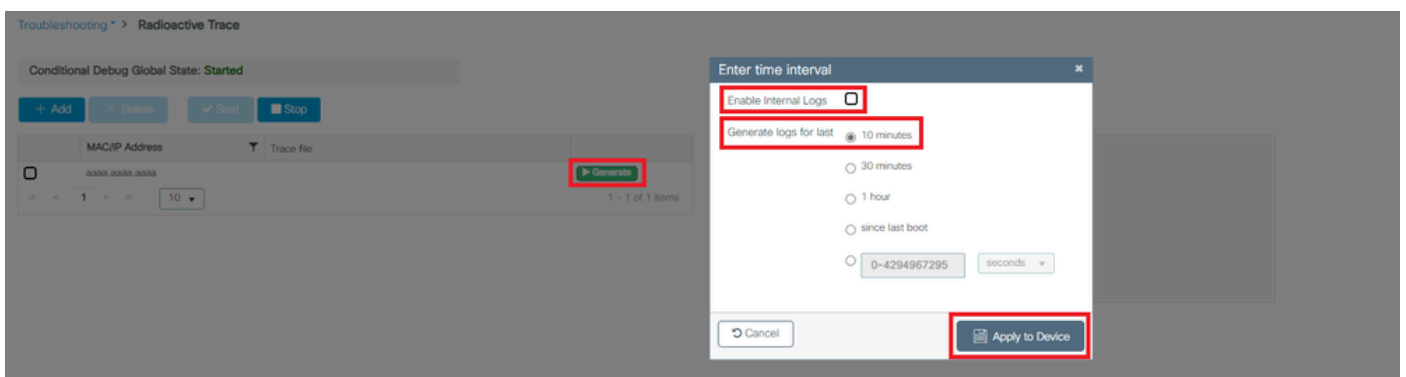 Troubleshooting > Radioactive Trace
Conditional Debug Global State: Started
+ Add
× Delete
✔ Start
Stop
MAC/IP Address
Trace file
aaaa.aaaa.aaaa
Generate
1
10
1 - 1 of 1 items
Enter time interval
×
Enable Internal Logs
Generate logs for last
10 minutes
30 minutes
1 hour
since last boot
0-4294967295
seconds
Cancel
Apply to Device